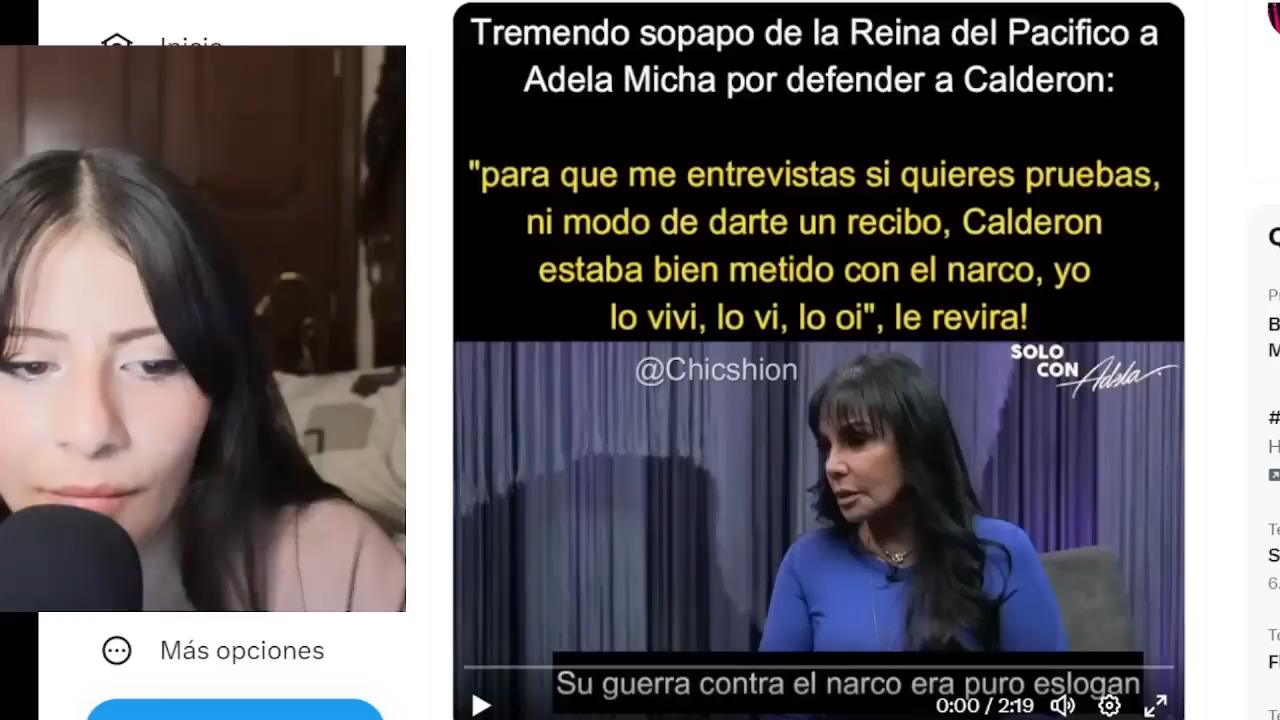 Inicio
Tremendo sopapo de la Reina del Pacifico a
Adela Micha por defender a Calderon:
"para que me entrevistas si quieres pruebas,
ni modo de darte un recibo, Calderon
estaba bien metido con el narco, yo
lo vivi, lo vi, lo oi", le revira!
@Chicshion
SOLO
CON
Adela
Su guerra contra el narco era puro eslogan
0:00 / 2:19
Más opciones